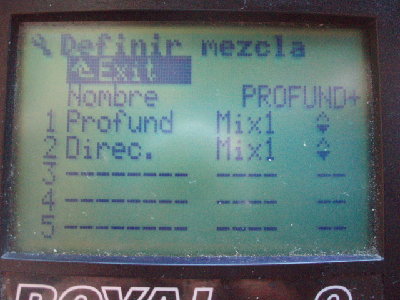 Definir mezcla
Exit
Nombre PROFUND+
1 Profund Mix1
2 Direc. Mix1
3 ------- ---- --
4 ------- ---- --
5 ------- ---- --
ROYAL